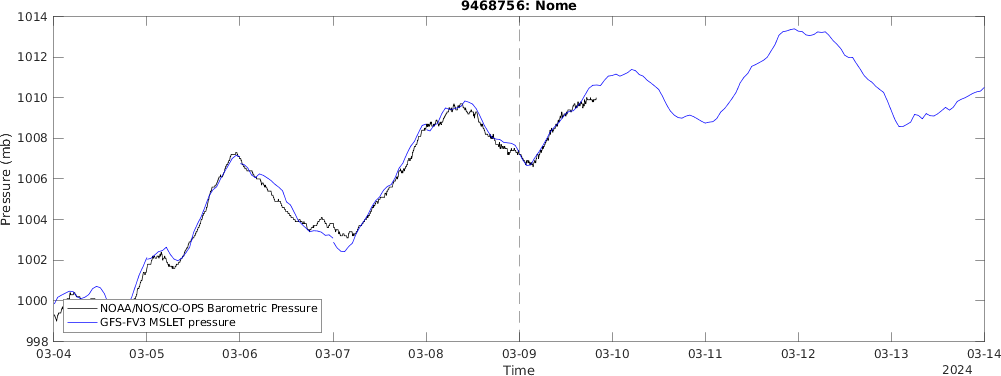 9468756: Nome
1014
1012
1010
1008
1006
1004
1002
1000
998
Pressure (mb)
NOAA/NOS/CO-OPS Barometric Pressure
GFS-FV3 MSLET pressure
03-04 03-05 03-06 03-07 03-08 03-09 03-10 03-11 03-12 03-13 03-14
Time
2024